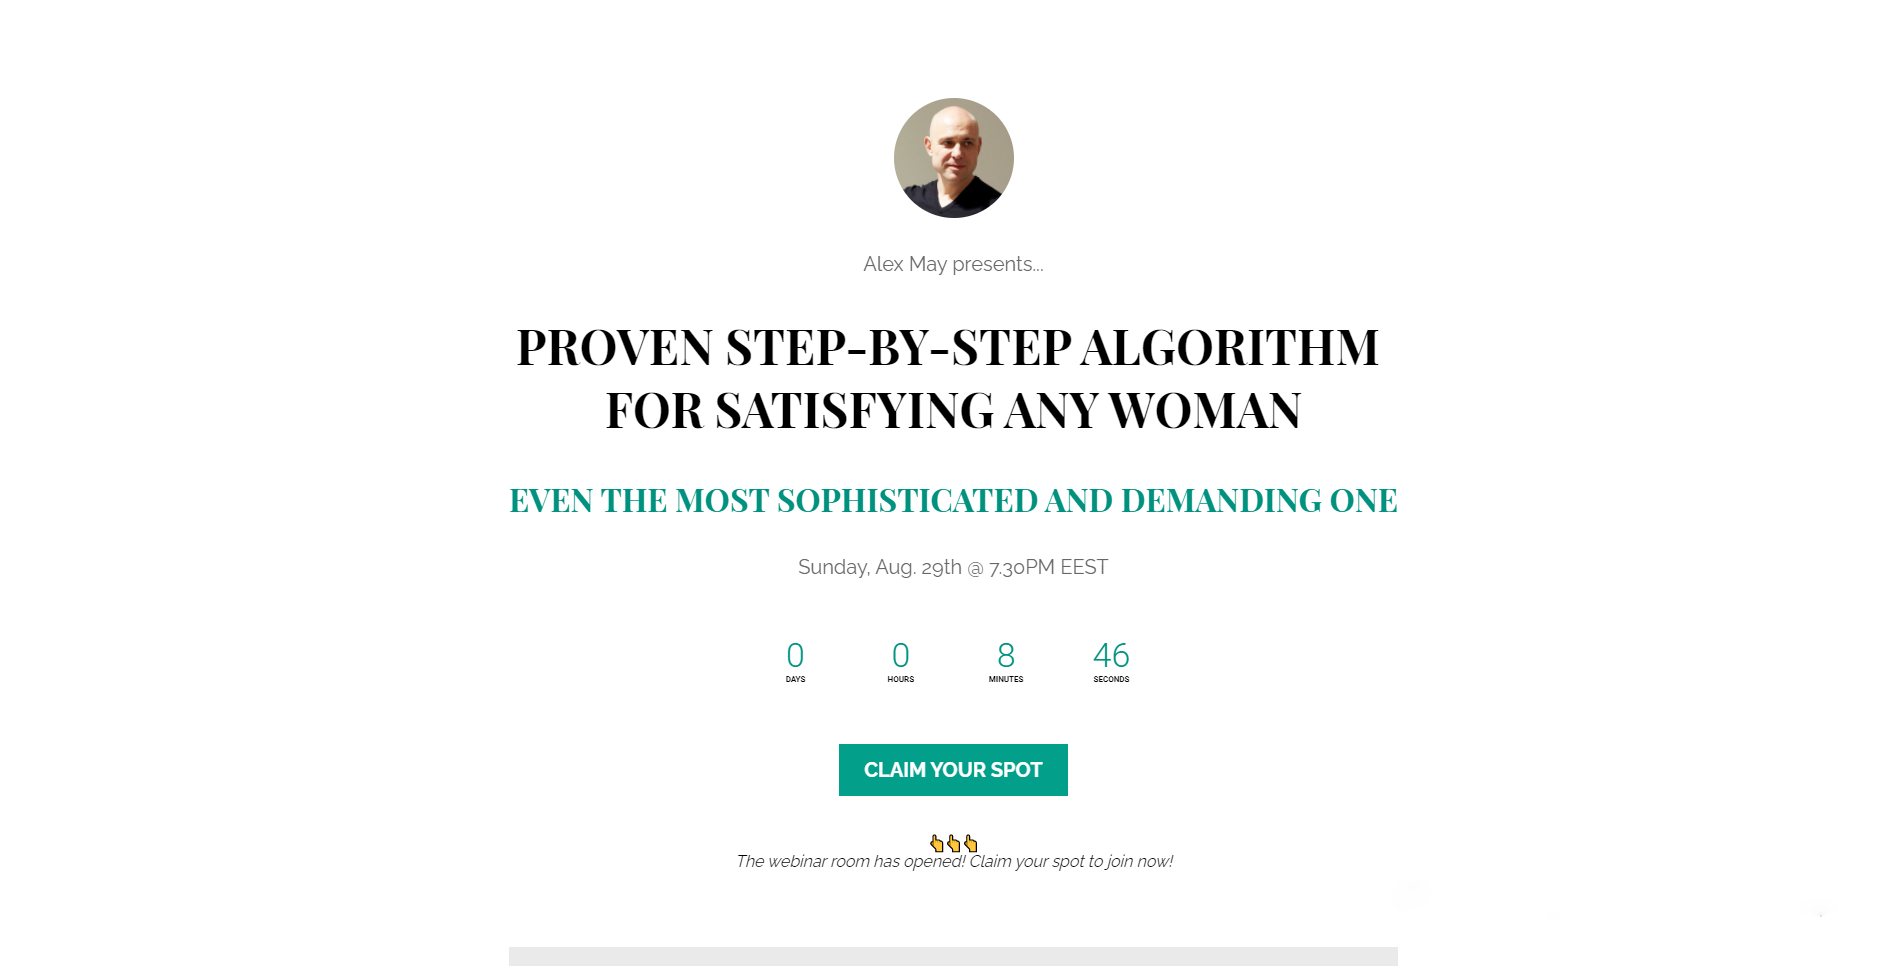 Alex May presents...
PROVEN STEP-BY-STEP ALGORITHM
FOR SATISFYING ANY WOMAN
EVEN THE MOST SOPHISTICATED AND DEMANDING ONE
Sunday, Aug. 29th @ 7.30PM EEST
0 0 8 46
DAYS HOURS MINUTES SECONDS
CLAIM YOUR SPOT
👆👆👆
The webinar room has opened! Claim your spot to join now!